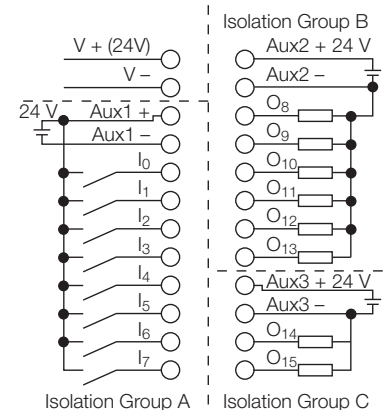 Isolation Group B
V + (24V)
V –
24 V
Aux1 +
Aux1 –
I0
I1
I2
I3
I4
I5
I6
I7
Isolation Group A
Aux2 + 24 V
Aux2 –
O8
O9
O10
O11
O12
O13
Aux3 + 24 V
Aux3 –
O14
O15
Isolation Group C